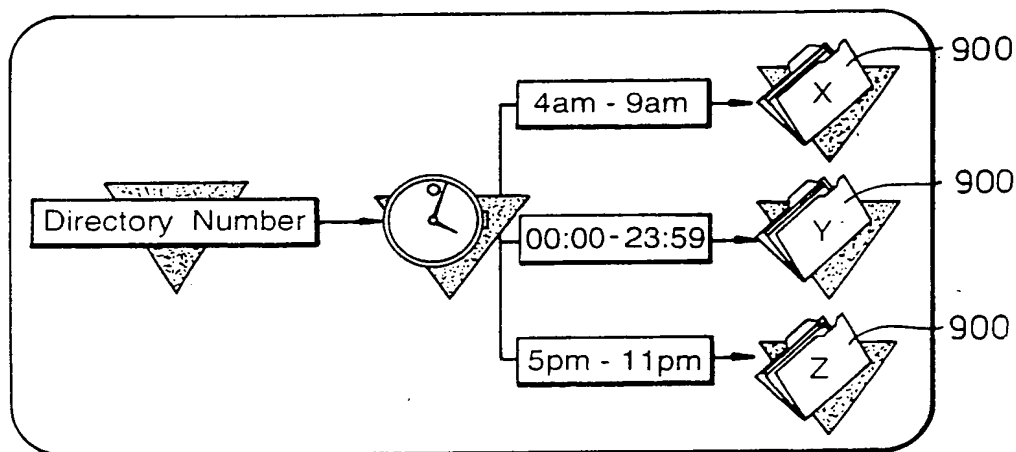 4am - 9am
X
900
Directory Number
00:00 - 23:59
Y
900
5pm - 11pm
Z
900